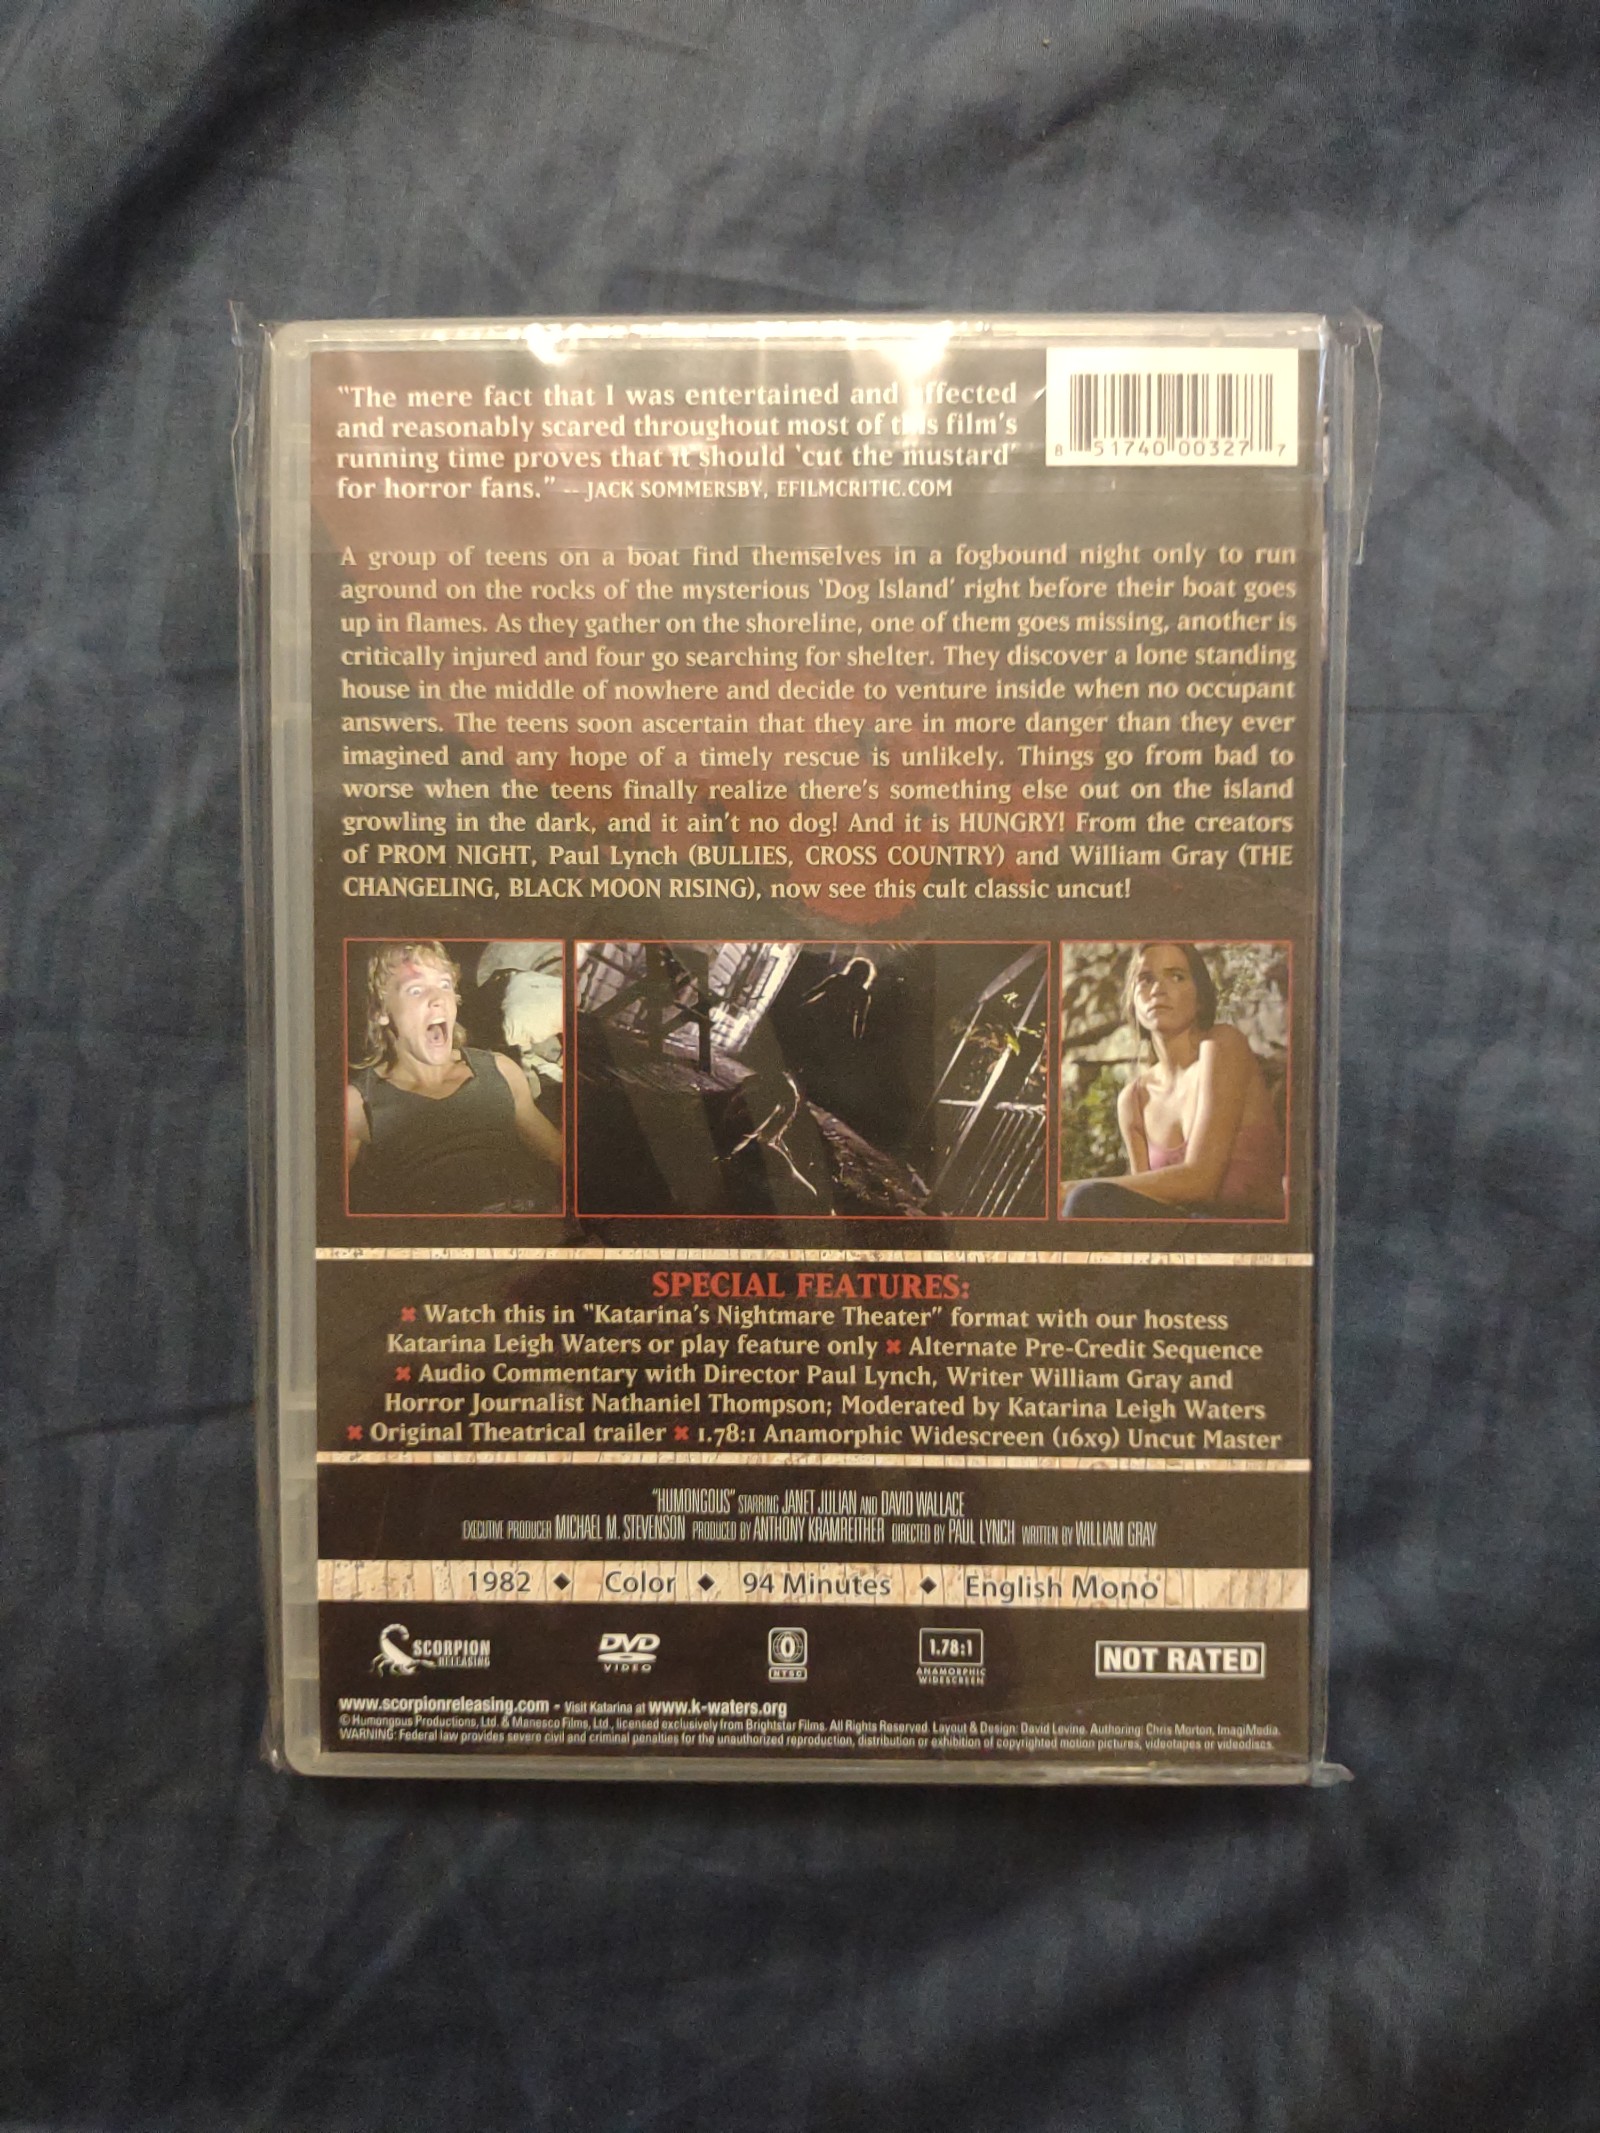 "The mere fact that I was entertained and affected
and reasonably scared throughout most of this film's
running time proves that it should 'cut the mustard'
for horror fans." -- JACK SOMMERSBY, EFILMCRITIC.COM
8 51740 00327 7
A group of teens on a boat find themselves in a fogbound night only to run
aground on the rocks of the mysterious 'Dog Island' right before their boat goes
up in flames. As they gather on the shoreline, one of them goes missing, another is
critically injured and four go searching for shelter. They discover a lone standing
house in the middle of nowhere and decide to venture inside when no occupant
answers. The teens soon ascertain that they are in more danger than they ever
imagined and any hope of a timely rescue is unlikely. Things go from bad to
worse when the teens finally realize there's something else out on the island
growling in the dark, and it ain't no dog! And it is HUNGRY! From the creators
of PROM NIGHT, Paul Lynch (BULLIES, CROSS COUNTRY) and William Gray (THE
CHANGELING, BLACK MOON RISING), now see this cult classic uncut!
SPECIAL FEATURES:
✖ Watch this in "Katarina's Nightmare Theater" format with our hostess
Katarina Leigh Waters or play feature only ✖ Alternate Pre-Credit Sequence
✖ Audio Commentary with Director Paul Lynch, Writer William Gray and
Horror Journalist Nathaniel Thompson; Moderated by Katarina Leigh Waters
✖ Original Theatrical trailer ✖ 1.78:1 Anamorphic Widescreen (16x9) Uncut Master
"HUMONGOUS" STARRING JANET JULIAN AND DAVID WALLACE
EXECUTIVE PRODUCER MICHAEL M. STEVENSON PRODUCED BY ANTHONY KRAMREITHER DIRECTED BY PAUL LYNCH WRITTEN BY WILLIAM GRAY
1982 ◆ Color ◆ 94 Minutes ◆ English Mono
SCORPION
RELEASING
DVD
VIDEO
0
NTSC
1.78:1
ANAMORPHIC
WIDESCREEN
NOT RATED
www.scorpionreleasing.com - Visit Katarina at www.k-waters.org
© Humongous Productions, Ltd. & Manesco Films, Ltd., licensed exclusively from Brightstar Films. All Rights Reserved. Layout & Design: David Levine. Authoring: Chris Morton, ImagiMedia.
WARNING: Federal law provides severe civil and criminal penalties for the unauthorized reproduction, distribution or exhibition of copyrighted motion pictures, videotapes or videodiscs.